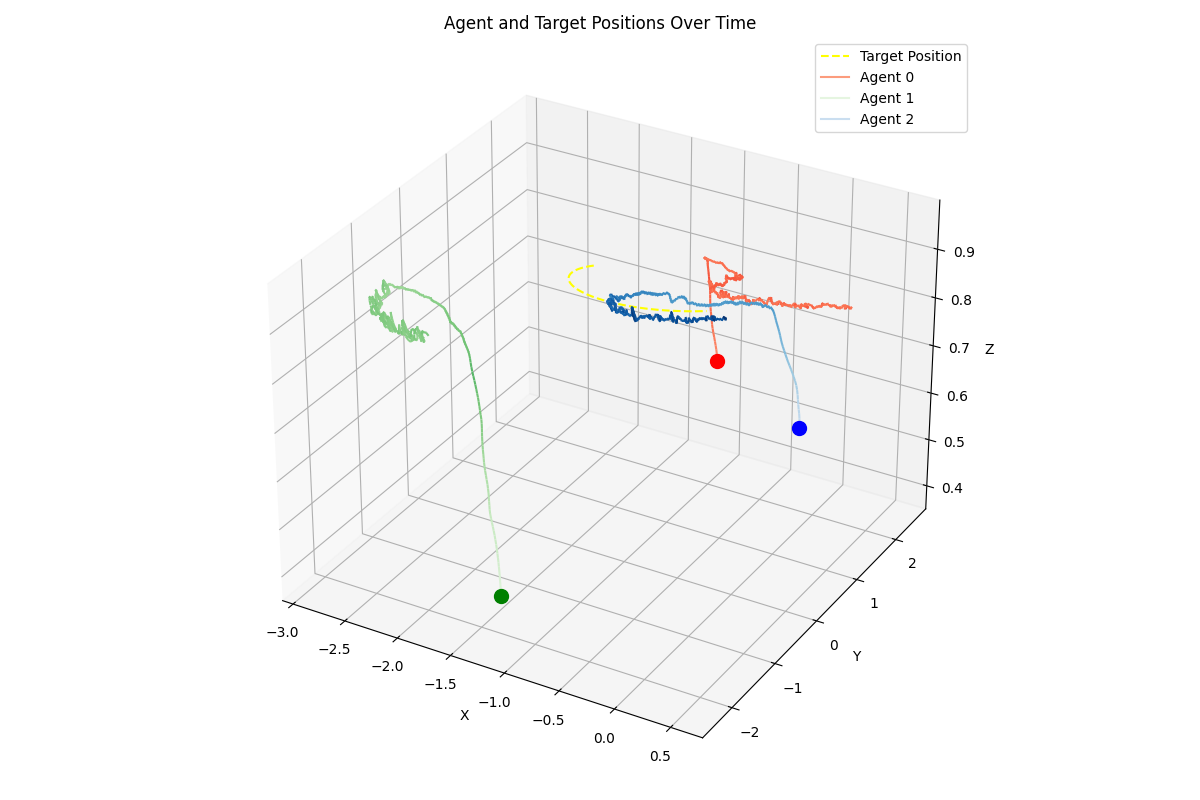 Agent and Target Positions Over Time
Target Position
Agent 0
Agent 1
Agent 2
0.9
0.8
0.7
0.6
0.5
0.4
Z
2
1
0
−1
−2
Y
−3.0
−2.5
−2.0
−1.5
−1.0
−0.5
0.0
0.5
X